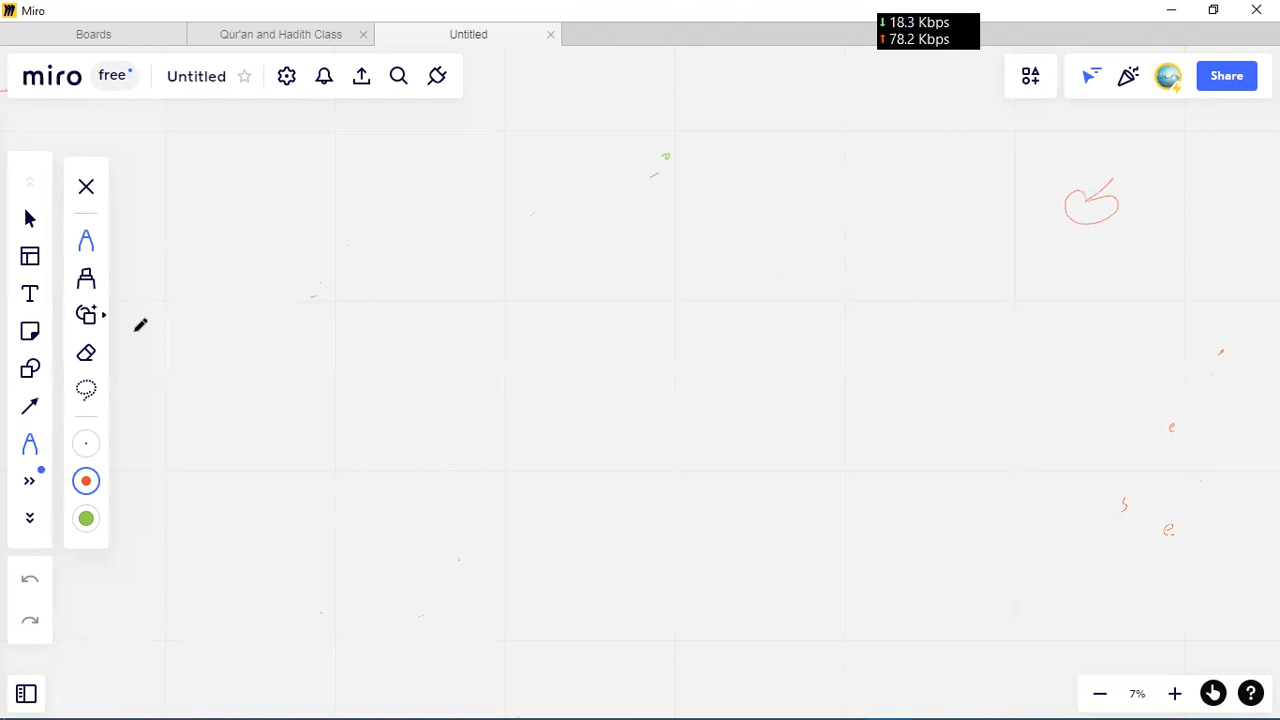 Miro
Boards
Qur'an and Hadith Class
Untitled
↓ 18.3 Kbps
↑ 78.2 Kbps
miro
free
Untitled
Share
T
7%
?